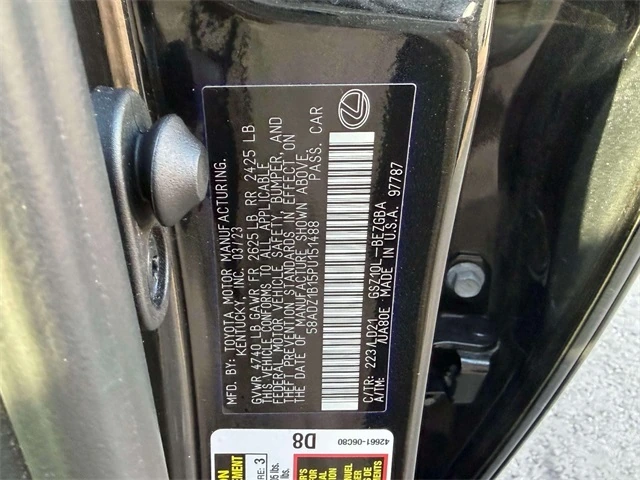 MFD. BY: TOYOTA MOTOR MANUFACTURING,
KENTUCKY, INC. 03/23
GVWR 4740 LB GAWR FR 2625 LB RR 2425 LB
THIS VEHICLE CONFORMS TO ALL APPLICABLE
FEDERAL MOTOR VEHICLE SAFETY, BUMPER, AND
THEFT PREVENTION STANDARDS IN EFFECT ON
THE DATE OF MANUFACTURE SHOWN ABOVE.
58ADZ1B15PU151488 PASS. CAR
C/TR: 223/LD21 GSZ10L-BEZGBA
A/TM: /UA80E MADE IN U.S.A. 97787
D8
42661-06C80